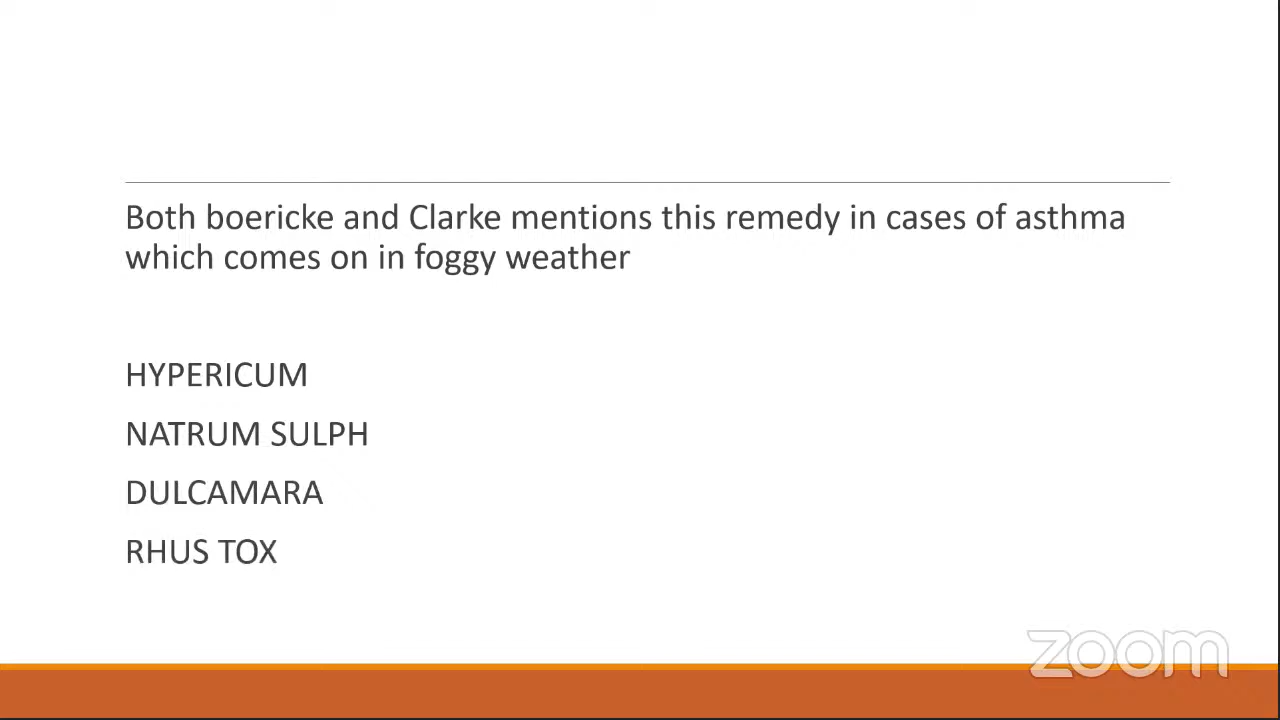 Both boericke and Clarke mentions this remedy in cases of asthma
which comes on in foggy weather
HYPERICUM
NATRUM SULPH
DULCAMARA
RHUS TOX
zoom